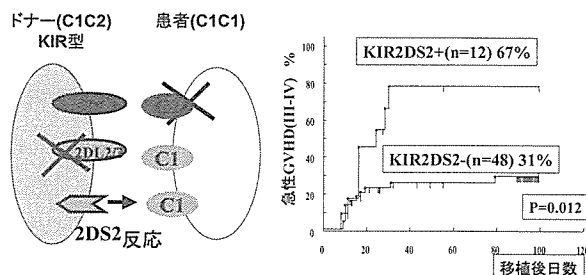 ドナー(C1C2)
KIR型
患者(C1C1)
2DL2/3
C1
C1
2DS2反応
急性GVHD(III-IV) %
100
80
60
40
20
0
KIR2DS2+(n=12) 67%
KIR2DS2-(n=48) 31%
P=0.012
0 20 40 60 80 100 120
移植後日数